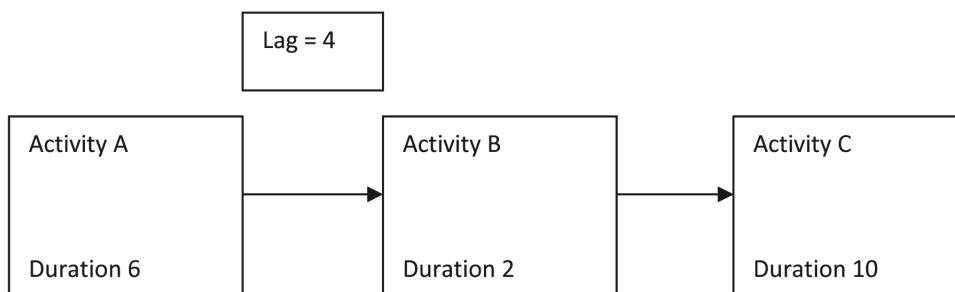 Lag = 4
Activity A
Activity B
Activity C
Duration 6
Duration 2
Duration 10